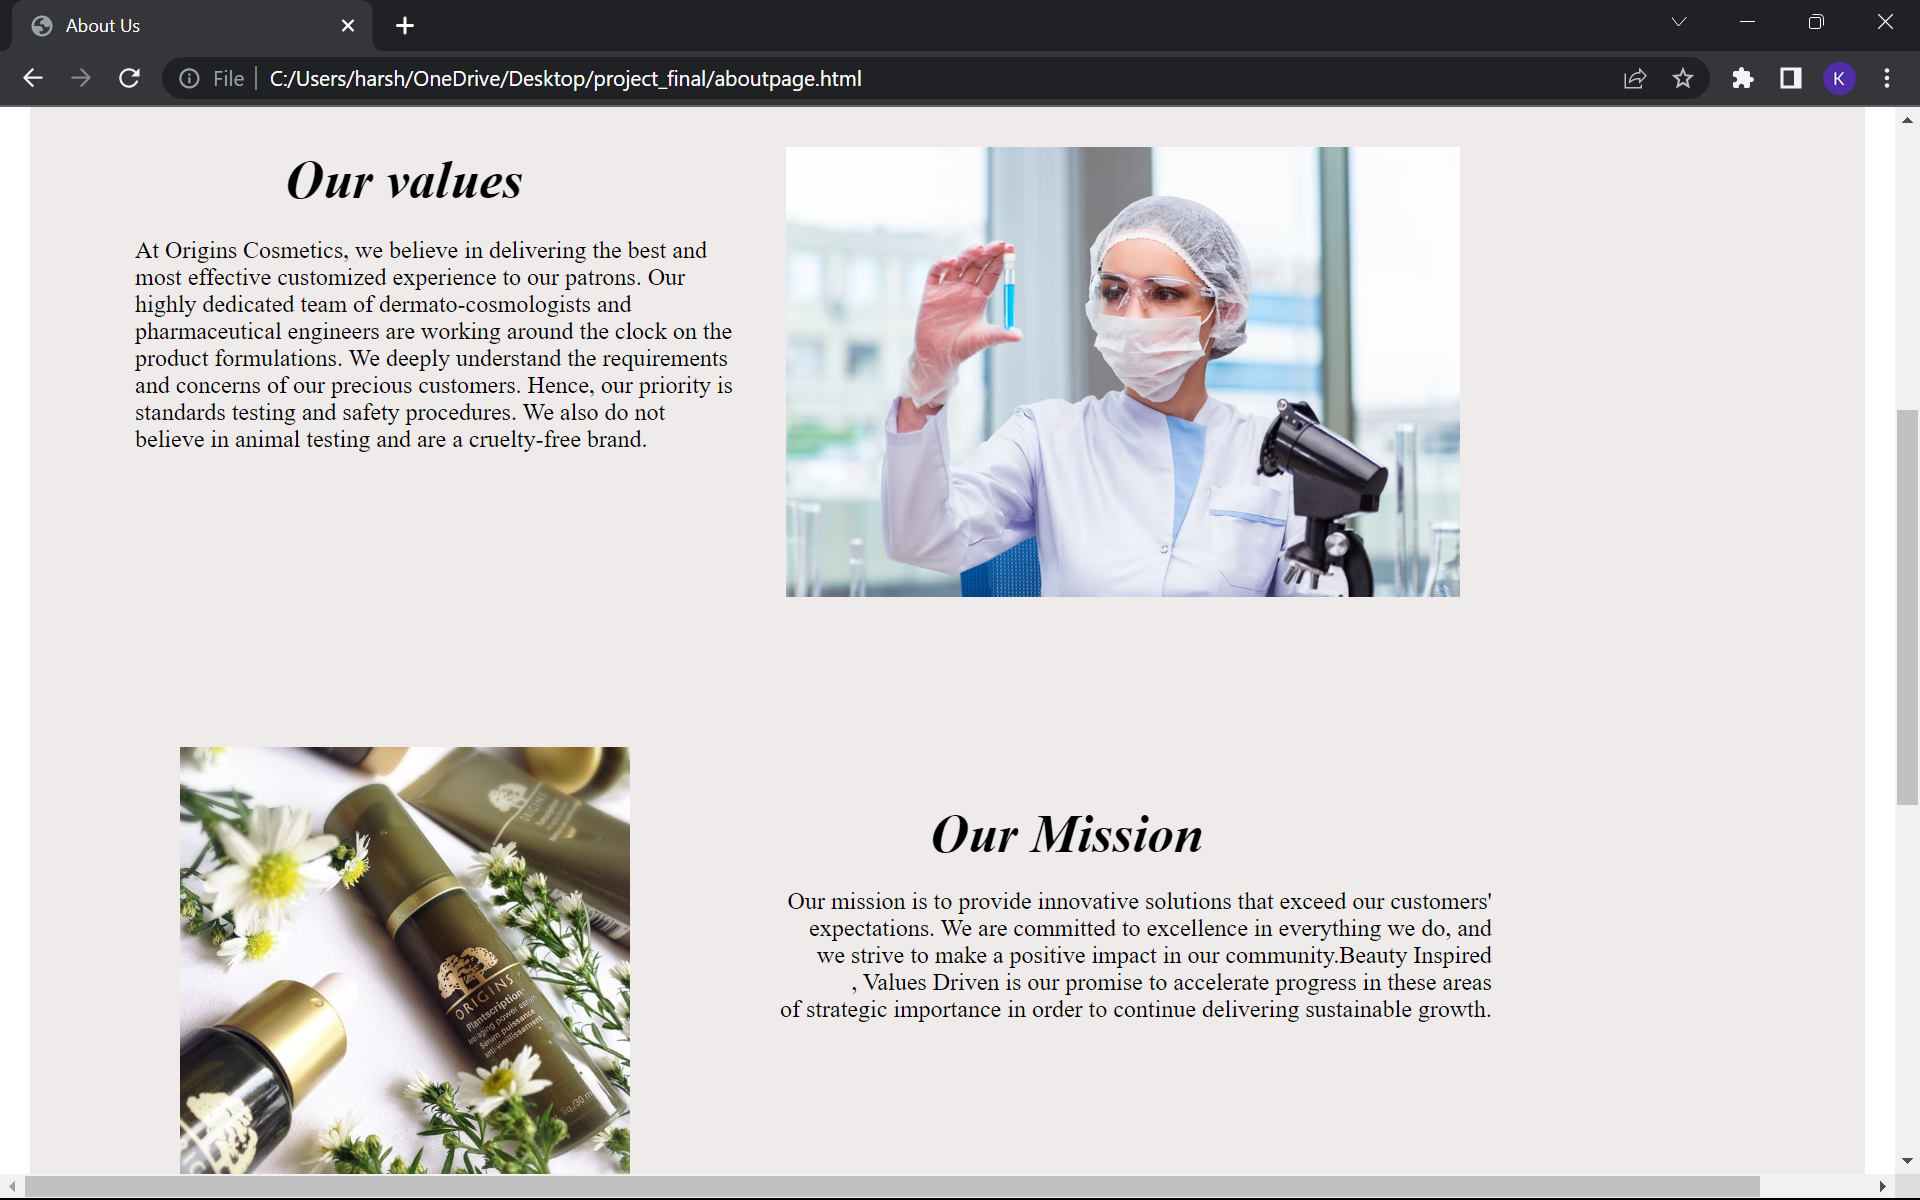 About Us
File
C:/Users/harsh/OneDrive/Desktop/project_final/aboutpage.html
K
Our values
At Origins Cosmetics, we believe in delivering the best and
most effective customized experience to our patrons. Our
highly dedicated team of dermato-cosmologists and
pharmaceutical engineers are working around the clock on the
product formulations. We deeply understand the requirements
and concerns of our precious customers. Hence, our priority is
standards testing and safety procedures. We also do not
believe in animal testing and are a cruelty-free brand.
ORIGINS
ORIGINS
Plantscription
Anti-aging power serum
Sérum puissance
anti-vieillissement
Our Mission
Our mission is to provide innovative solutions that exceed our customers'
expectations. We are committed to excellence in everything we do, and
we strive to make a positive impact in our community.Beauty Inspired
, Values Driven is our promise to accelerate progress in these areas
of strategic importance in order to continue delivering sustainable growth.